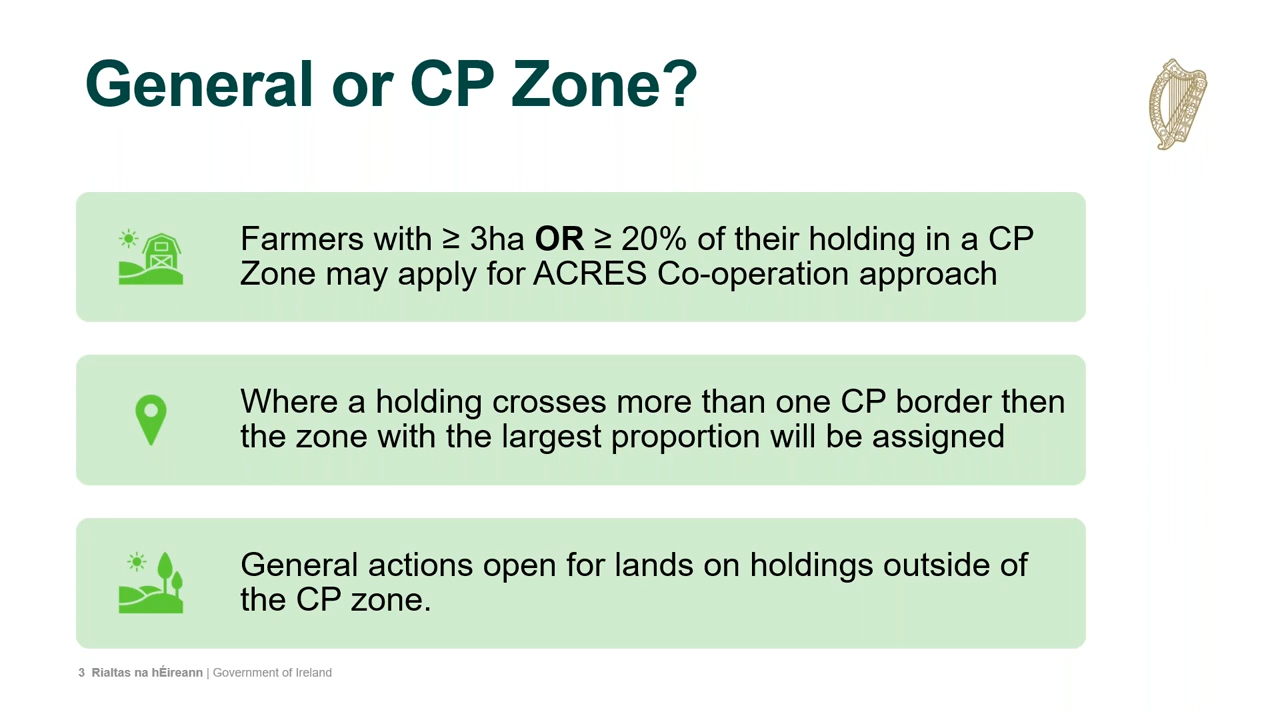 General or CP Zone?
Farmers with ≥ 3ha OR ≥ 20% of their holding in a CP
Zone may apply for ACRES Co-operation approach
Where a holding crosses more than one CP border then
the zone with the largest proportion will be assigned
General actions open for lands on holdings outside of
the CP zone.
3 Rialtas na hÉireann | Government of Ireland